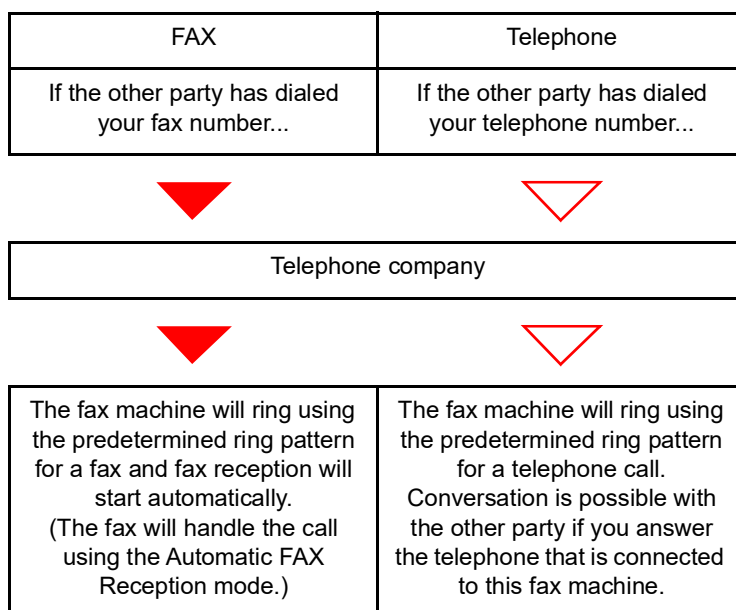 FAX
Telephone
If the other party has dialed
your fax number...
If the other party has dialed
your telephone number...
Telephone company
The fax machine will ring using
the predetermined ring pattern
for a fax and fax reception will
start automatically.
(The fax will handle the call
using the Automatic FAX
Reception mode.)
The fax machine will ring using
the predetermined ring pattern
for a telephone call.
Conversation is possible with
the other party if you answer
the telephone that is connected
to this fax machine.